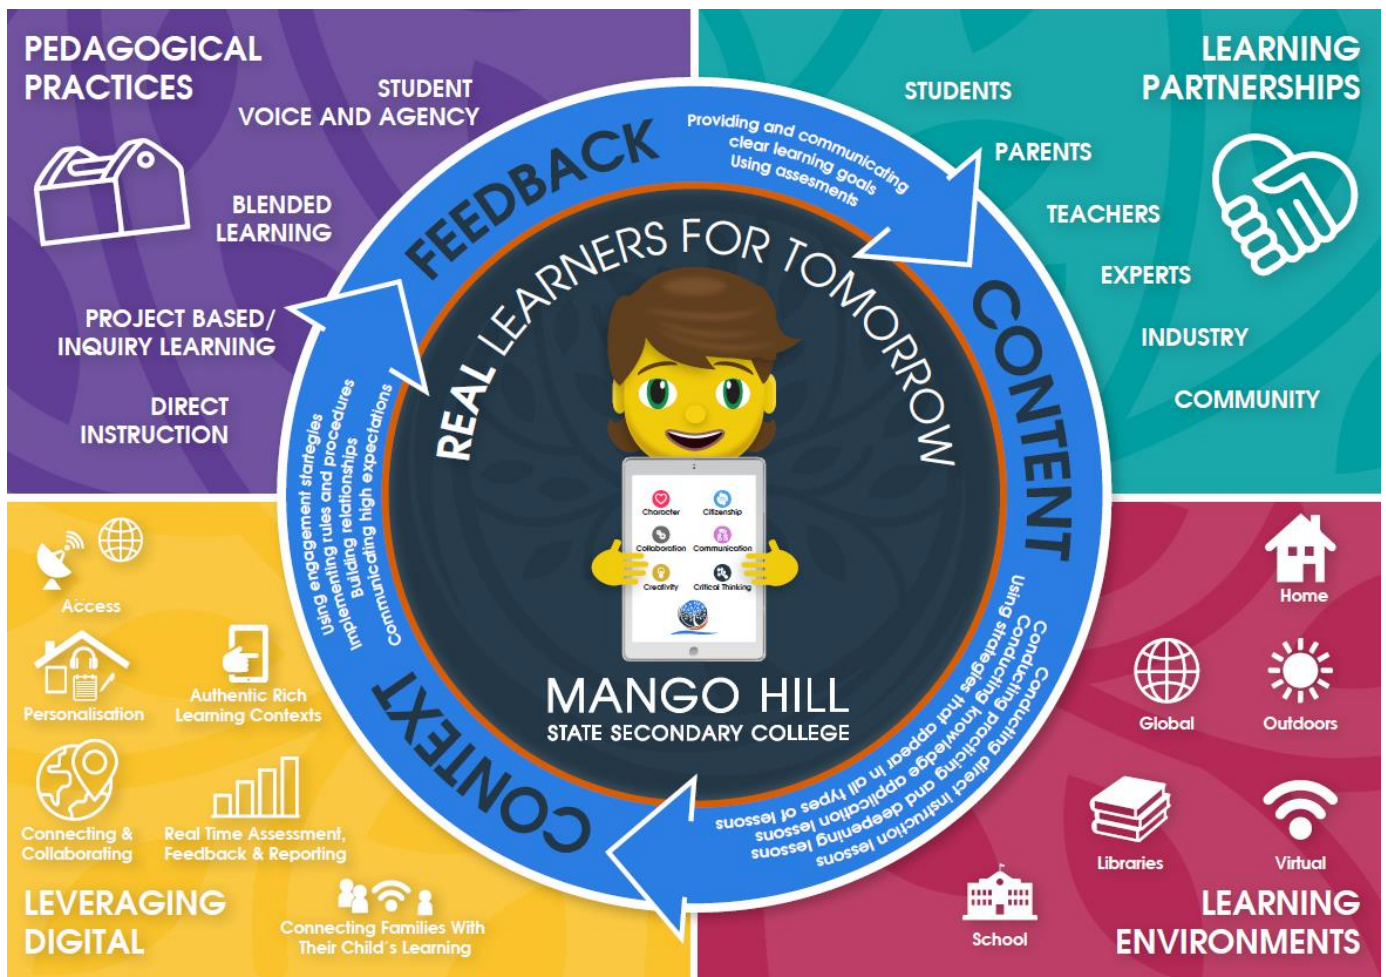 PEDAGOGICAL
PRACTICES
STUDENT
VOICE AND AGENCY
BLENDED
LEARNING
PROJECT BASED/
INQUIRY LEARNING
DIRECT
INSTRUCTION
LEARNING
PARTNERSHIPS
STUDENTS
PARENTS
TEACHERS
EXPERTS
INDUSTRY
COMMUNITY
FEEDBACK
Providing and communicating
clear learning goals
Using assesments
CONTENT
Conducting direct instruction lessons
Conducting practicing and deepening lessons
Conducting knowledge application lessons
Using strategies that appear in all types of lessons
CONTEXT
Using engagement startegies
Implementing rules and procedures
Building relationships
Communicating high expectations
REAL LEARNERS FOR TOMORROW
Character
Citizenship
Collaboration
Communication
Creativity
Critical Thinking
MANGO HILL
STATE SECONDARY COLLEGE
Access
Personalisation
Authentic Rich
Learning Contexts
Connecting &
Collaborating
Real Time Assessment,
Feedback & Reporting
Connecting Families With
Their Child's Learning
LEVERAGING
DIGITAL
Home
Global
Outdoors
Libraries
Virtual
School
LEARNING
ENVIRONMENTS